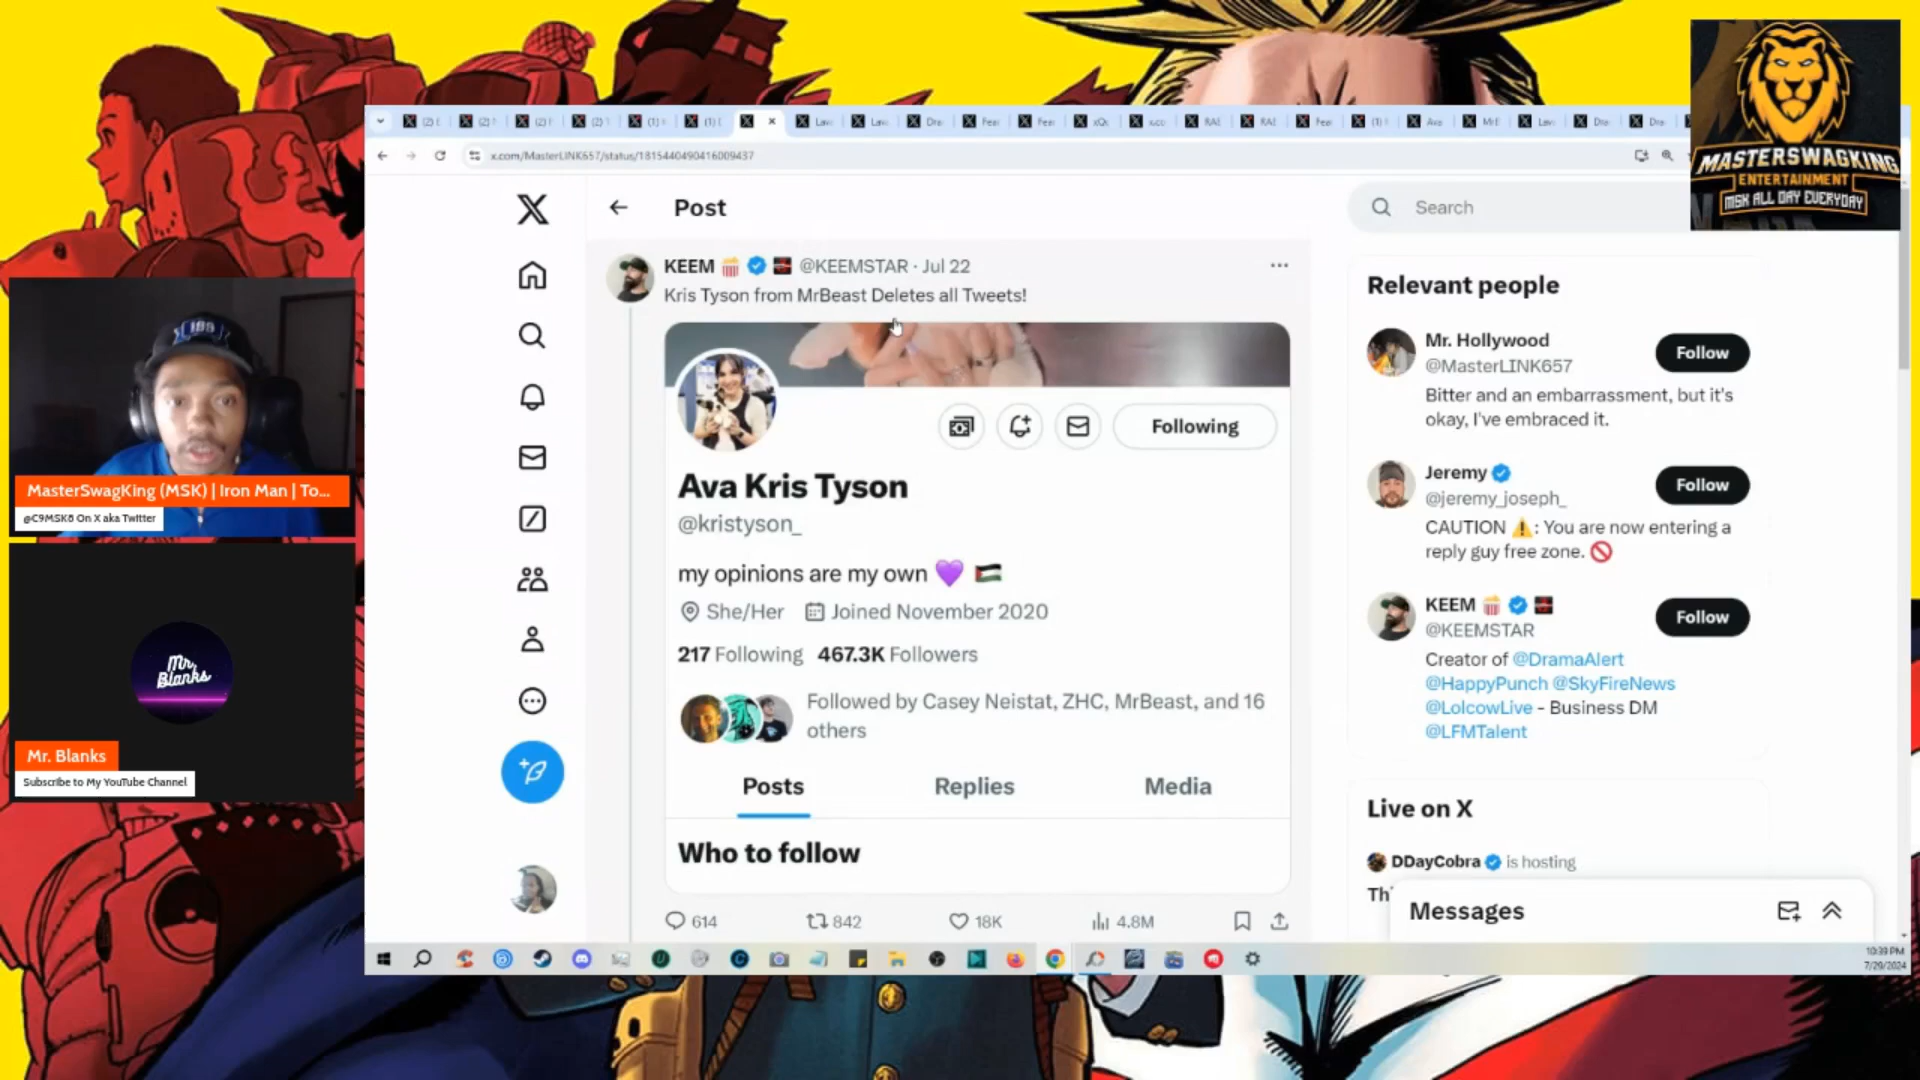 x.com/MasterLINK657/status/1815440490416009437
MASTERSWAGKING
ENTERTAINMENT
MSK ALL DAY EVERYDAY
Post
Search
KEEM @KEEMSTAR · Jul 22
Kris Tyson from MrBeast Deletes all Tweets!
Following
Ava Kris Tyson
@kristyson_
my opinions are my own
She/Her Joined November 2020
217 Following 467.3K Followers
Followed by Casey Neistat, ZHC, MrBeast, and 16
others
Posts Replies Media
Who to follow
614 842 18K 4.8M
Relevant people
Mr. Hollywood
@MasterLINK657
Follow
Bitter and an embarrassment, but it's
okay, I've embraced it.
Jeremy
@jeremy_joseph_
Follow
CAUTION : You are now entering a
reply guy free zone.
KEEM
@KEEMSTAR
Follow
Creator of @DramaAlert
@HappyPunch @SkyFireNews
@LolcowLive - Business DM
@LFMTalent
Live on X
DDayCobra is hosting
Th
Messages
10:39 PM
7/29/2024
MasterSwagKing (MSK) | Iron Man | To...
@C9MSK8 On X aka Twitter
Mr. Blanks
Mr. Blanks
Subscribe to My YouTube Channel